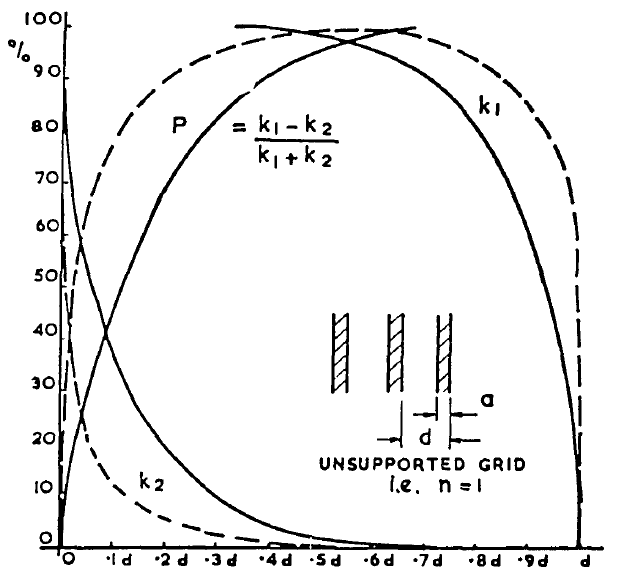 100
%
90
80
70
60
50
40
30
20
10
0
P = k1 - k2
k1 + k2
k1
k2
a
d
UNSUPPORTED GRID
i.e. n = 1
0 .1d .2d .3d .4d .5d .6d .7d .8d .9d d